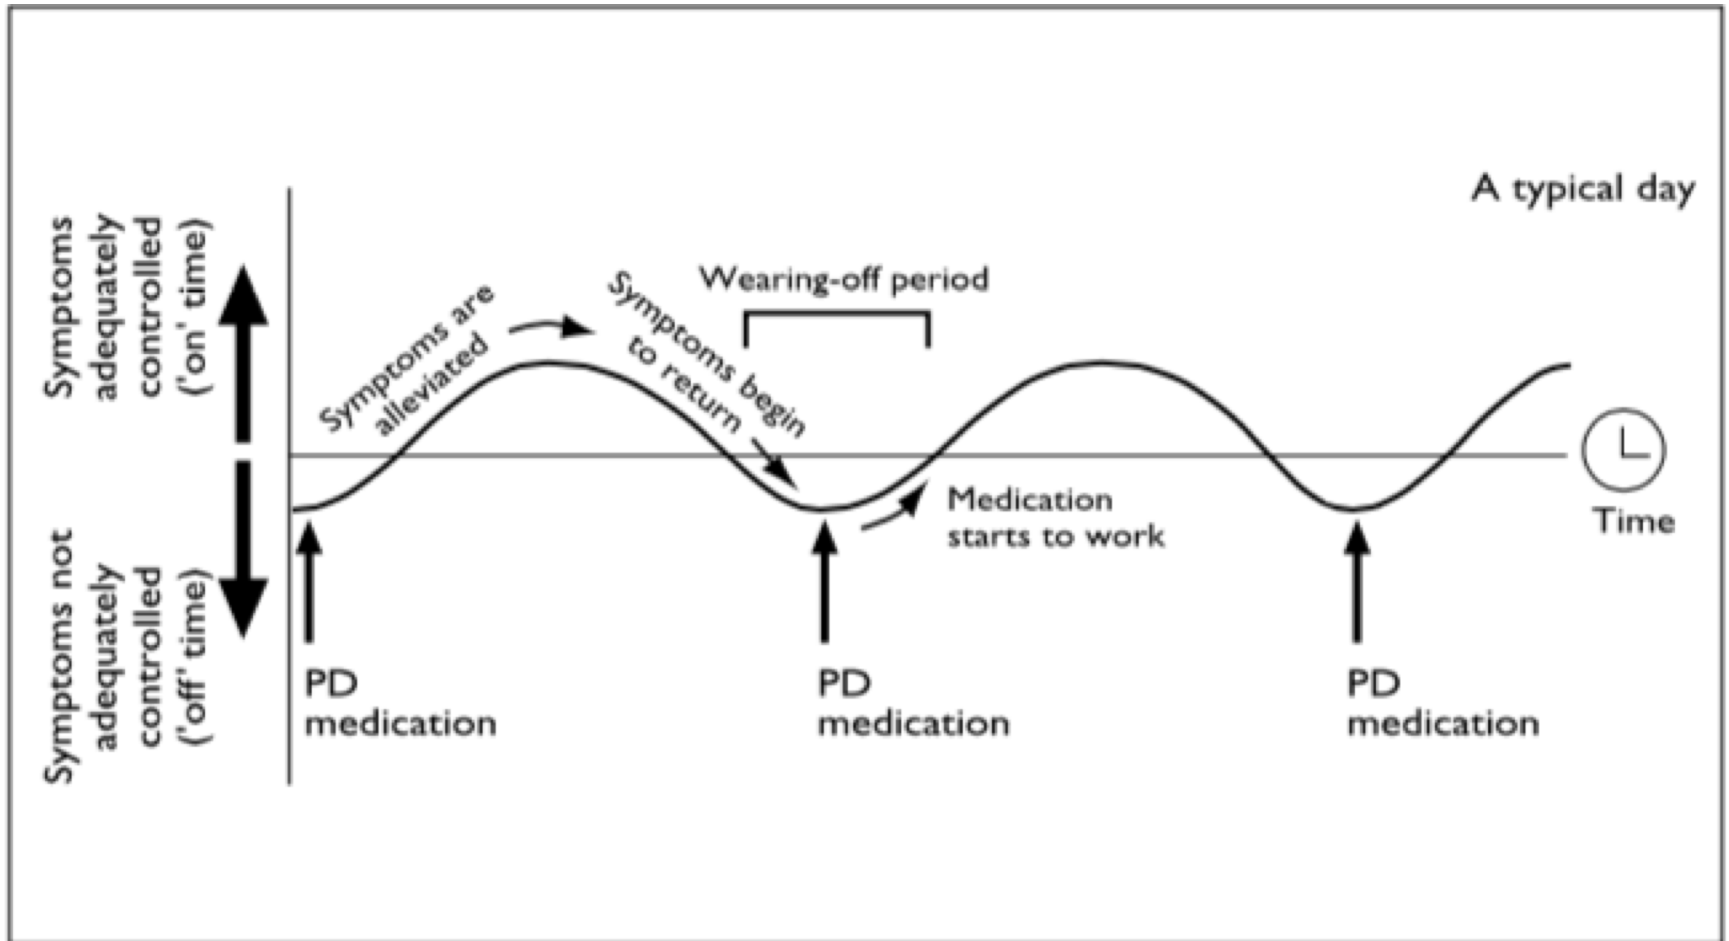 A typical day
Symptoms
adequately
controlled
('on' time)
Symptoms not
adequately
controlled
('off' time)
Symptoms are
alleviated
Symptoms begin
to return
Wearing-off period
Medication
starts to work
Time
PD
medication
PD
medication
PD
medication